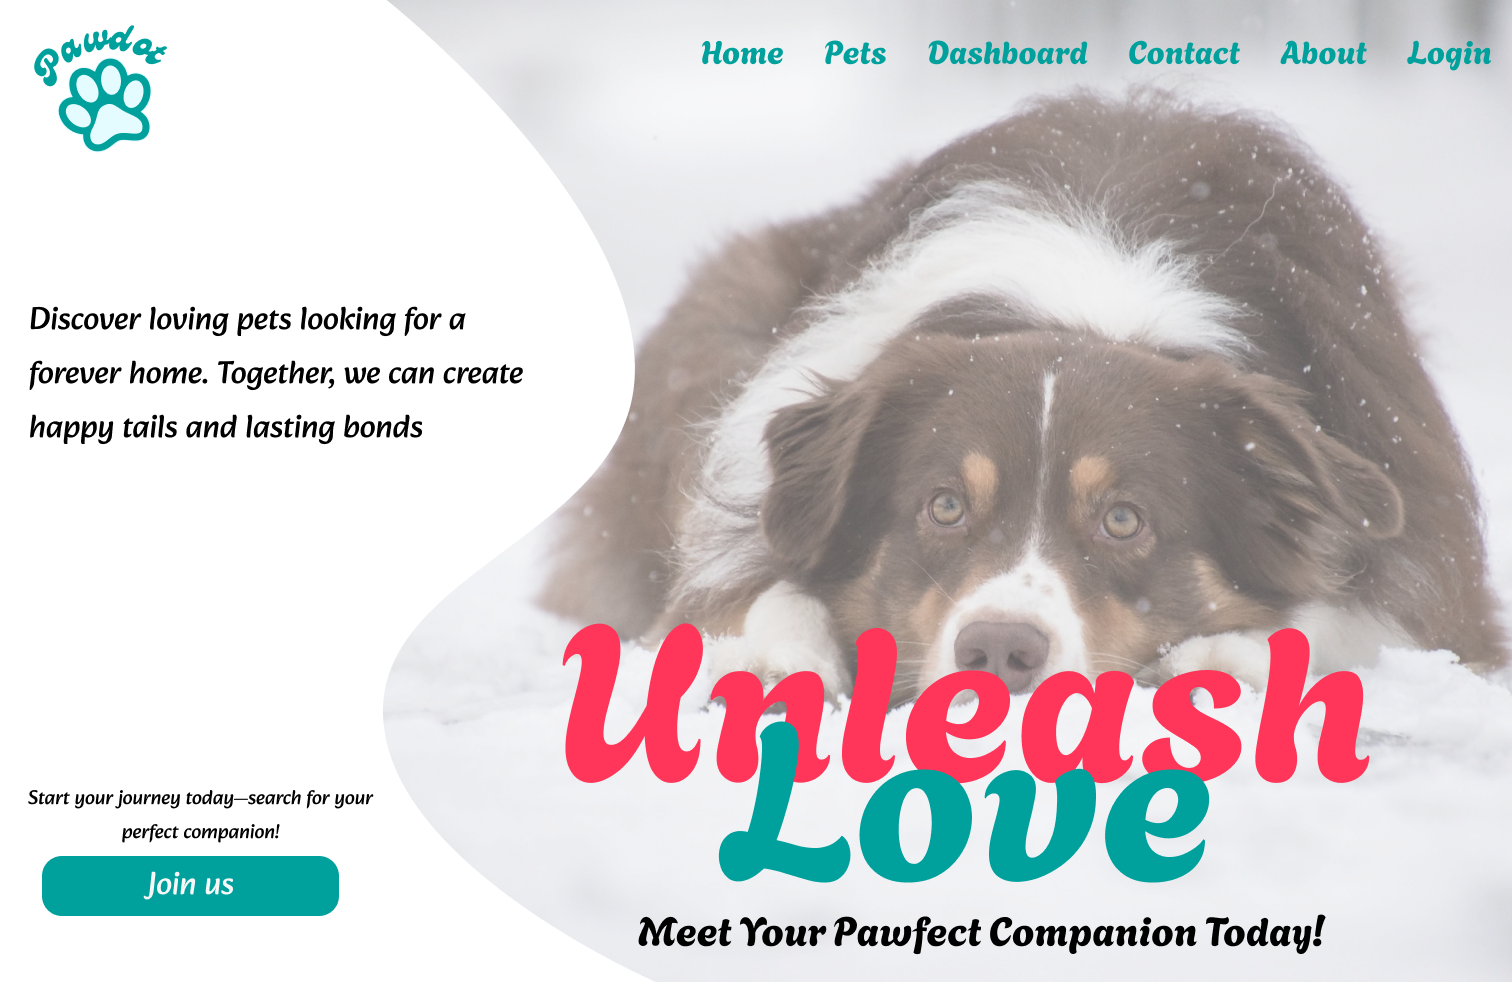 Pawdot
Home Pets Dashboard Contact About Login
Discover loving pets looking for a
forever home. Together, we can create
happy tails and lasting bonds
Unleash
Love
Start your journey today—search for your
perfect companion!
Join us
Meet Your Pawfect Companion Today!